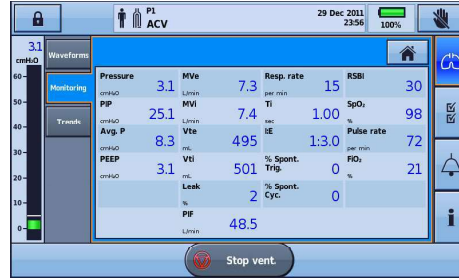 P1
ACV
29 Dec 2011
23:56
100%
3.1
cmH₂O
60
50
40
30
20
10
0
Waveforms
Monitoring
Trends
Pressure 3.1 MVe 7.3 Resp. rate 15 RSBI 30
cmH₂O L/min per min
PIP 25.1 MVi 7.4 Ti 1.00 SpO₂ 98
cmH₂O L/min sec %
Avg. P 8.3 Vte 495 I:E 1:3.0 Pulse rate 72
cmH₂O mL per min
PEEP 3.1 Vti 501 % Spont. Trig. 0 FiO₂ 21
cmH₂O mL %
Leak 2 % Spont. Cyc. 0
%
PIF 48.5
L/min
Stop vent.